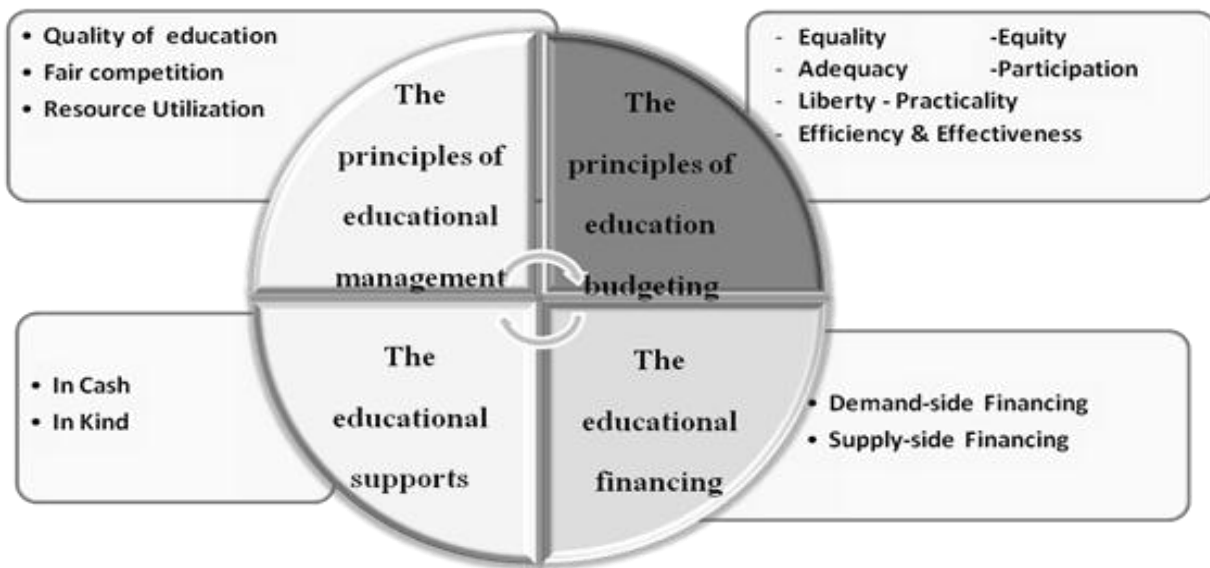 • Quality of education
• Fair competition
• Resource Utilization
The
principles of
educational
management
The
principles of
education
budgeting
- Equality -Equity
- Adequacy -Participation
- Liberty - Practicality
- Efficiency & Effectiveness
• In Cash
• In Kind
The
educational
supports
The
educational
financing
• Demand-side Financing
• Supply-side Financing